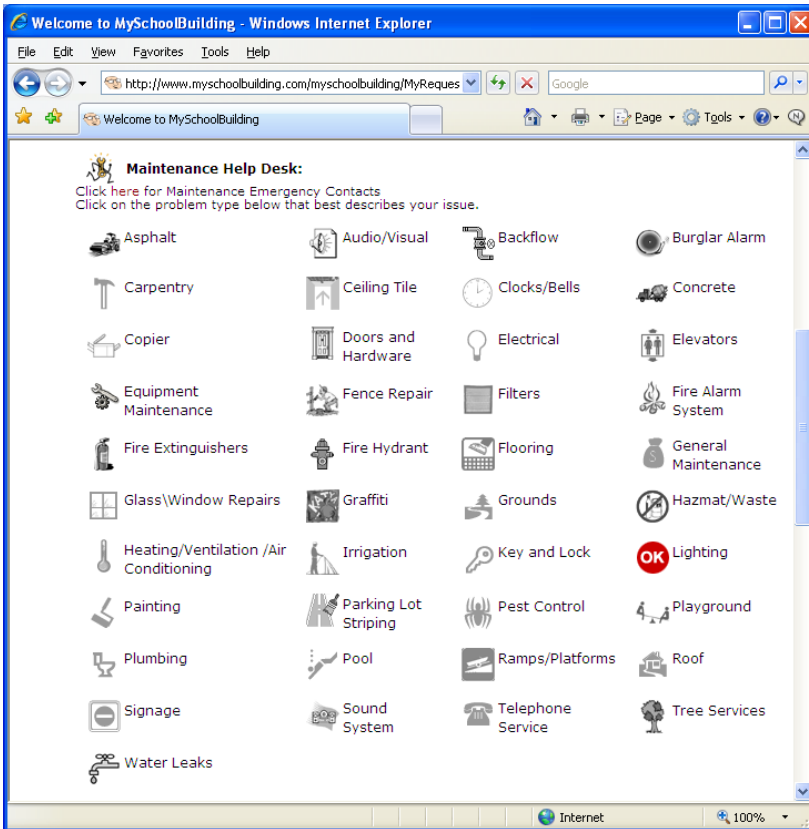 Welcome to MySchoolBuilding - Windows Internet Explorer
File Edit View Favorites Tools Help
http://www.myschoolbuilding.com/myschoolbuilding/MyReques
Google
Welcome to MySchoolBuilding
Page Tools
Maintenance Help Desk:
Click here for Maintenance Emergency Contacts
Click on the problem type below that best describes your issue.
Asphalt Audio/Visual Backflow Burglar Alarm
Carpentry Ceiling Tile Clocks/Bells Concrete
Copier Doors and Electrical Elevators
Hardware
Equipment Fence Repair Filters Fire Alarm
Maintenance System
Fire Extinguishers Fire Hydrant Flooring General
Maintenance
Glass\Window Repairs Graffiti Grounds Hazmat/Waste
Heating/Ventilation /Air Irrigation Key and Lock OK Lighting
Conditioning
Painting Parking Lot Pest Control Playground
Striping
Plumbing Pool Ramps/Platforms Roof
Signage Sound Telephone Tree Services
System Service
Water Leaks
Internet 100%